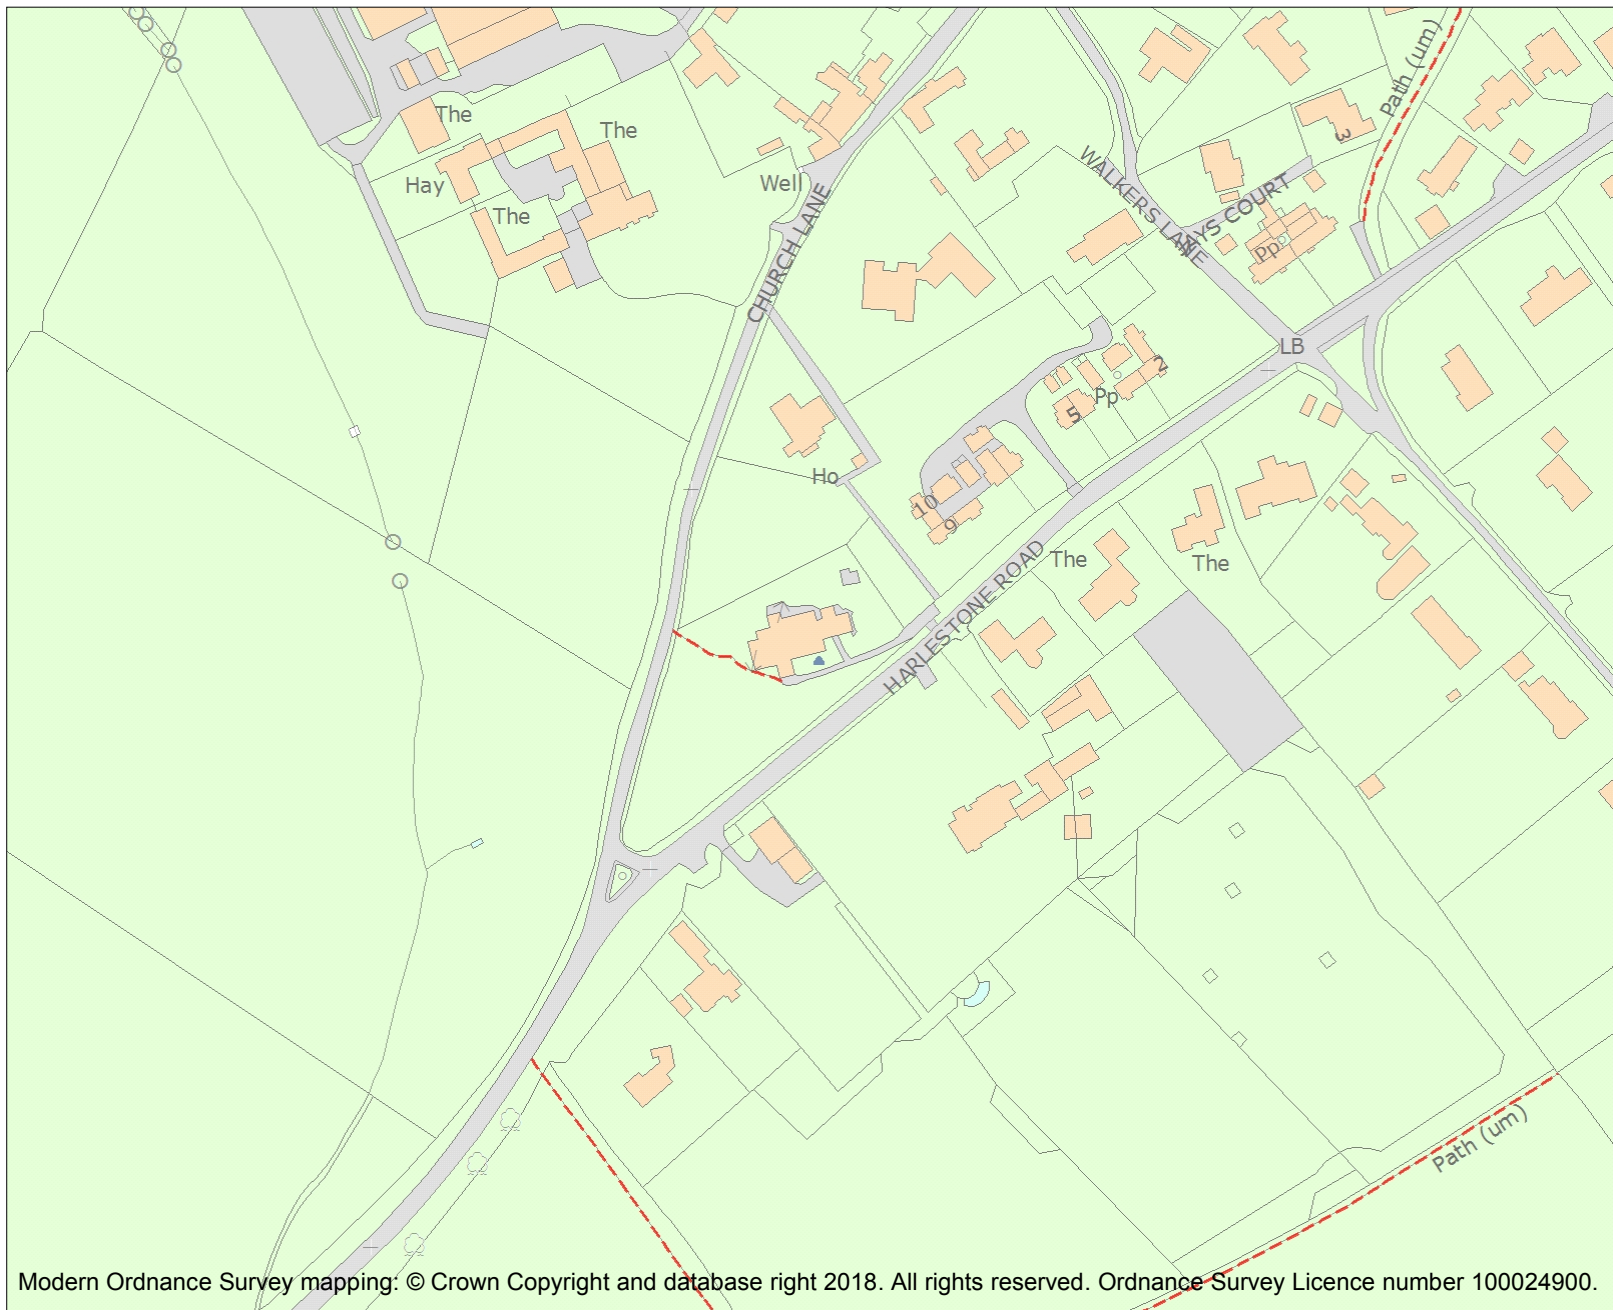 Path (um)
The
The
Hay
The
Well
CHURCH LANE
WALKERS LANE
JAYS COURT
3
Pp
LB
2
Pp
5
Ho
10
9
HARLESTONE ROAD
The
The
Path (um)
Modern Ordnance Survey mapping: © Crown Copyright and database right 2018. All rights reserved. Ordnance Survey Licence number 100024900.